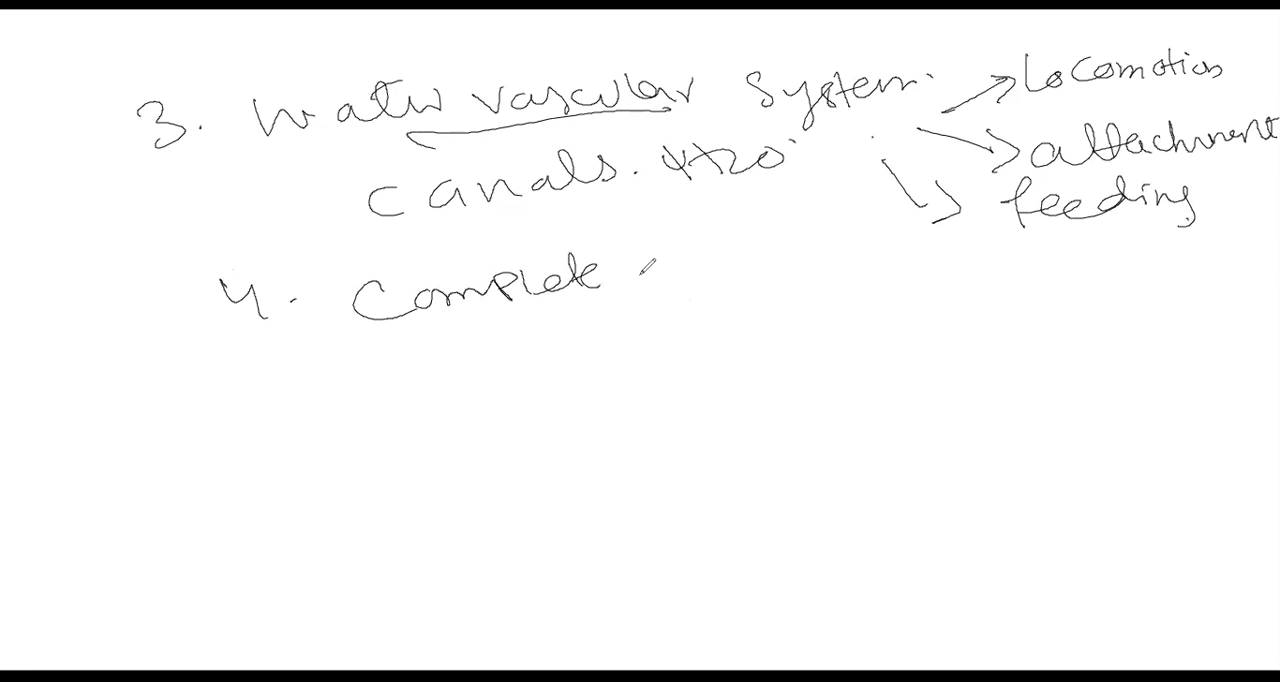 3. water vascular system. → locomotion
→ attachment
canals. H2O
→ feeding
4. Complete